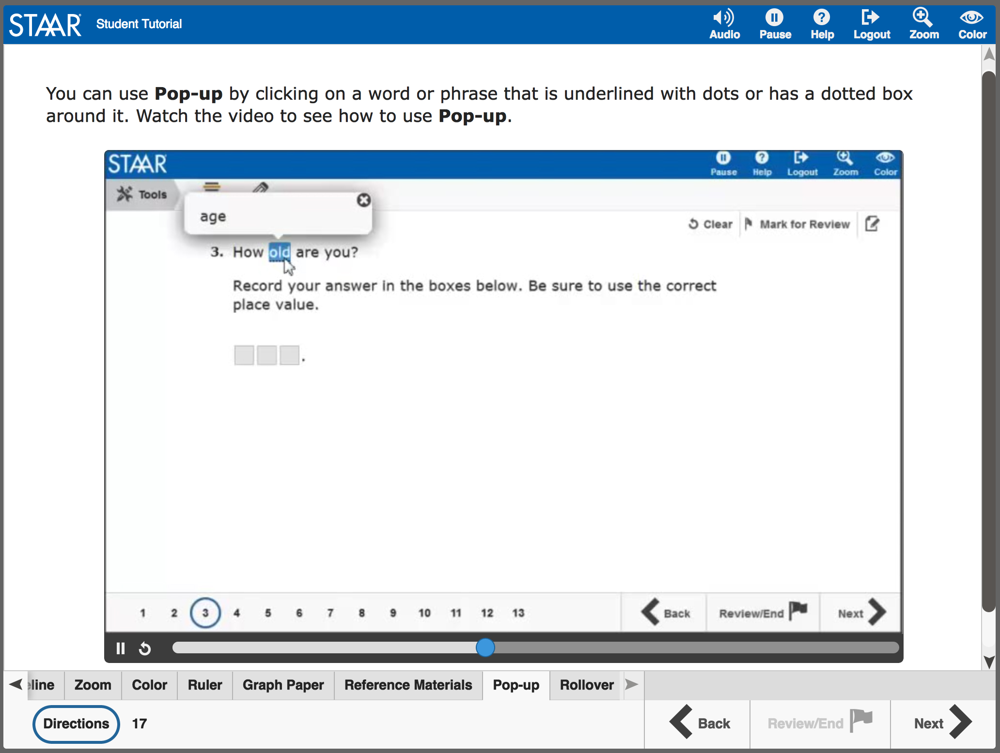 STAAR Student Tutorial
Audio Pause Help Logout Zoom Color
You can use Pop-up by clicking on a word or phrase that is underlined with dots or has a dotted box
around it. Watch the video to see how to use Pop-up.
STAAR
Pause Help Logout Zoom Color
Tools
age
Clear Mark for Review
3. How old are you?
Record your answer in the boxes below. Be sure to use the correct
place value.
.
1 2 3 4 5 6 7 8 9 10 11 12 13 Back Review/End Next
eline Zoom Color Ruler Graph Paper Reference Materials Pop-up Rollover
Directions 17 Back Review/End Next